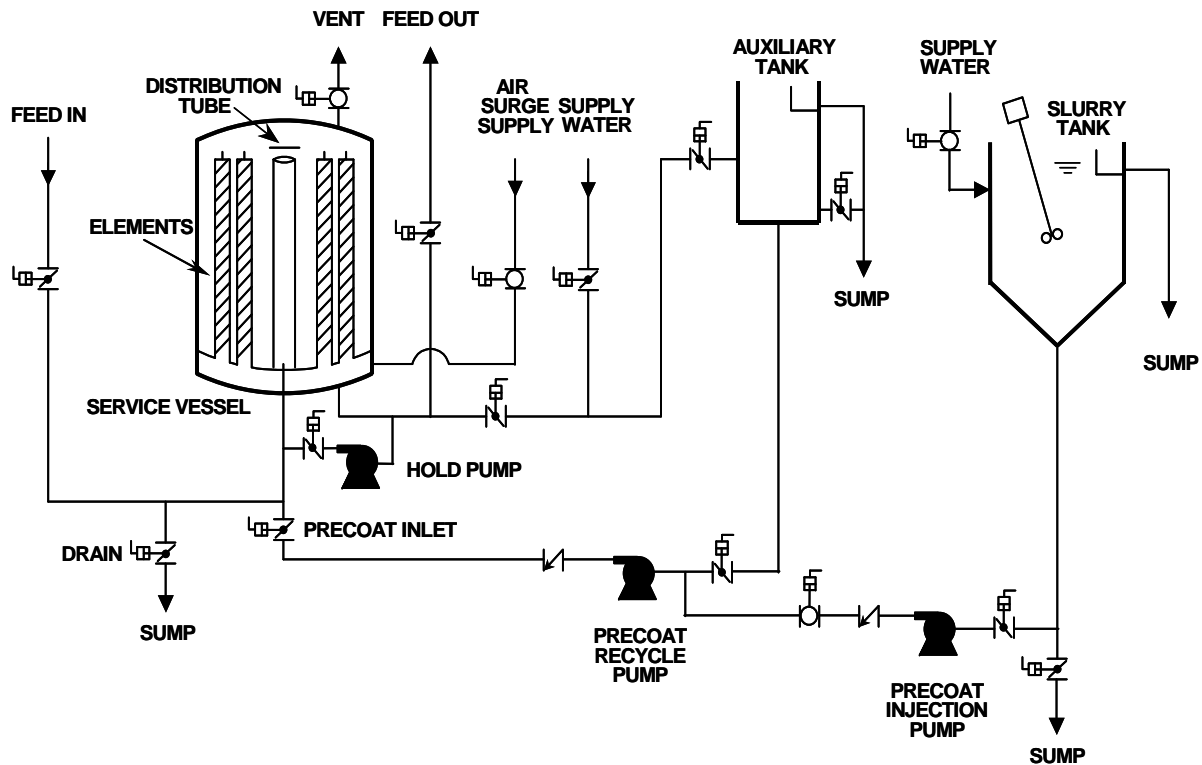 VENT
FEED OUT
DISTRIBUTION
TUBE
FEED IN
AIR
SURGE
SUPPLY
SUPPLY
WATER
AUXILIARY
TANK
SUPPLY
WATER
SLURRY
TANK
ELEMENTS
SUMP
SUMP
SERVICE VESSEL
HOLD PUMP
PRECOAT INLET
DRAIN
SUMP
PRECOAT
RECYCLE
PUMP
PRECOAT
INJECTION
PUMP
SUMP